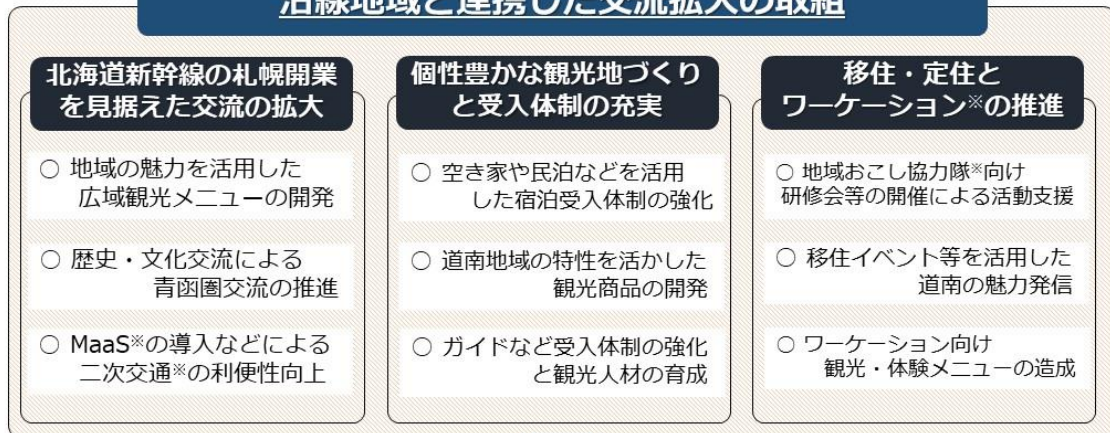 沿線地域と連携した交流拡大の取組
北海道新幹線の札幌開業
を見据えた交流の拡大
○ 地域の魅力を活用した
広域観光メニューの開発
○ 歴史・文化交流による
青函圏交流の推進
○ MaaS※の導入などによる
二次交通※の利便性向上
個性豊かな観光地づくり
と受入体制の充実
○ 空き家や民泊などを活用
した宿泊受入体制の強化
○ 道南地域の特性を活かした
観光商品の開発
○ ガイドなど受入体制の強化
と観光人材の育成
移住・定住と
ワーケーション※の推進
○ 地域おこし協力隊※向け
研修会等の開催による活動支援
○ 移住イベント等を活用した
道南の魅力発信
○ ワーケーション向け
観光・体験メニューの造成